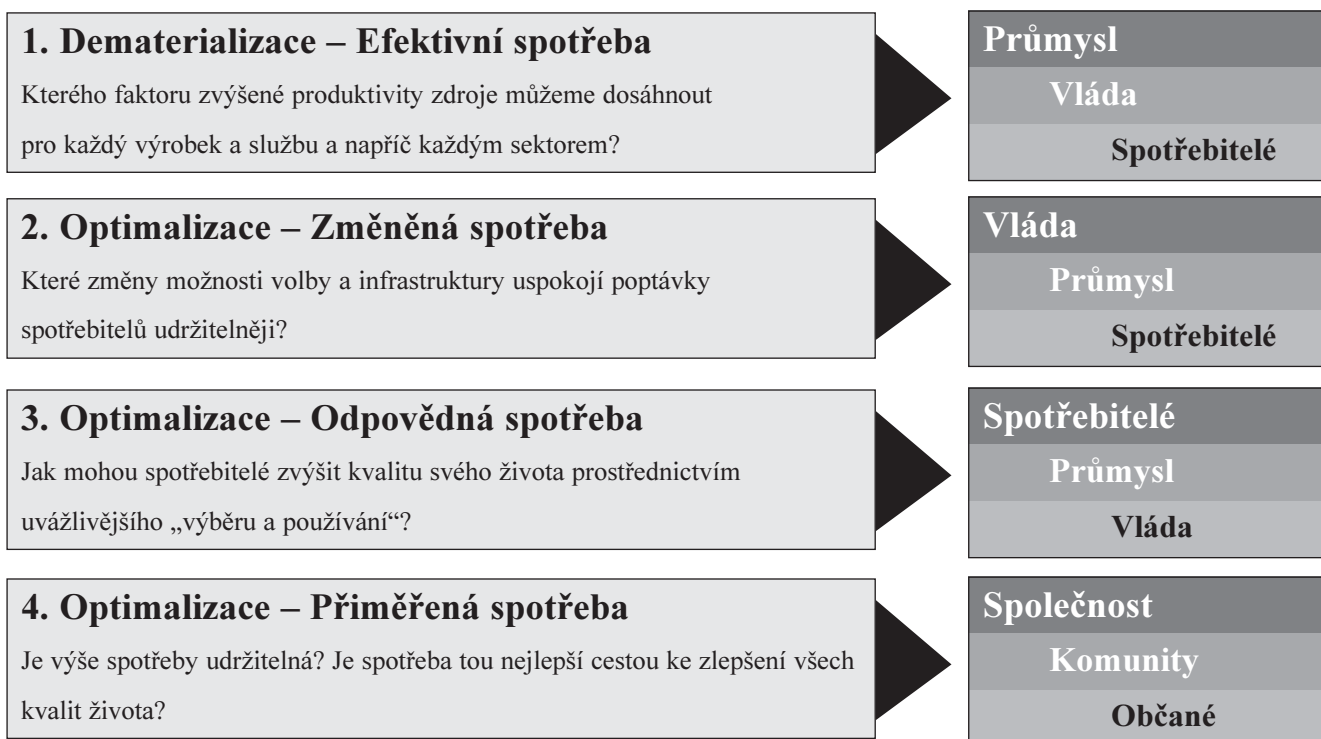 1. Dematerializace – Efektivní spotřeba
Kterého faktoru zvýšené produktivity zdroje můžeme dosáhnout
pro každý výrobek a službu a napříč každým sektorem?
Průmysl
Vláda
Spotřebitelé
2. Optimalizace – Změněná spotřeba
Které změny možnosti volby a infrastruktury uspokojí poptávky
spotřebitelů udržitelněji?
Vláda
Průmysl
Spotřebitelé
3. Optimalizace – Odpovědná spotřeba
Jak mohou spotřebitelé zvýšit kvalitu svého života prostřednictvím
uvážlivějšího „výběru a používání“?
Spotřebitelé
Průmysl
Vláda
4. Optimalizace – Přiměřená spotřeba
Je výše spotřeby udržitelná? Je spotřeba tou nejlepší cestou ke zlepšení všech
kvalit života?
Společnost
Komunity
Občané